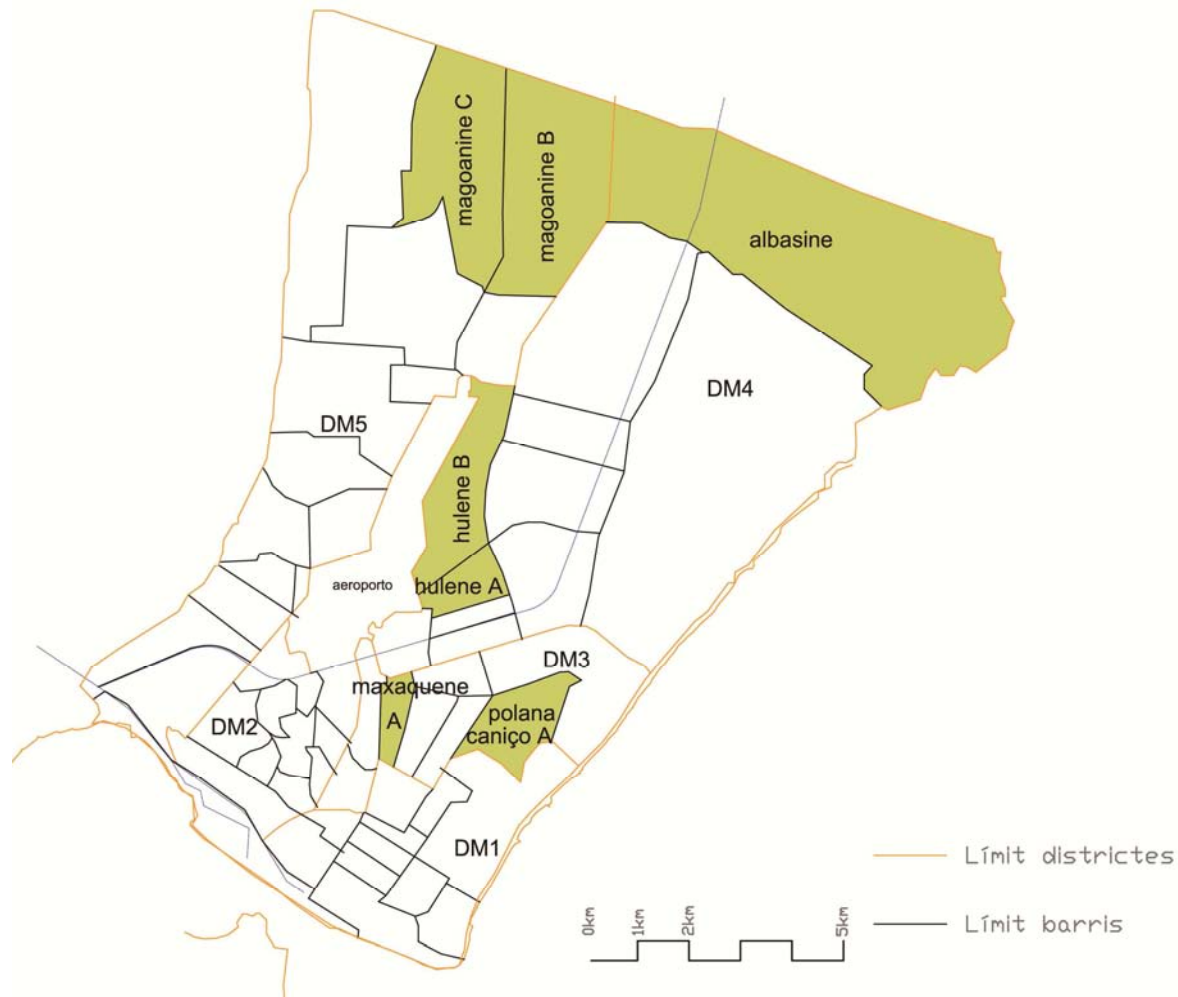 magoanine C
magoanine B
albasine
DM4
DM5
hulene B
aeroporto
hulene A
DM3
maxaquene
A
polana
caniço A
DM2
DM1
Límit districtes
Límit barris
0km
1km
2km
5km